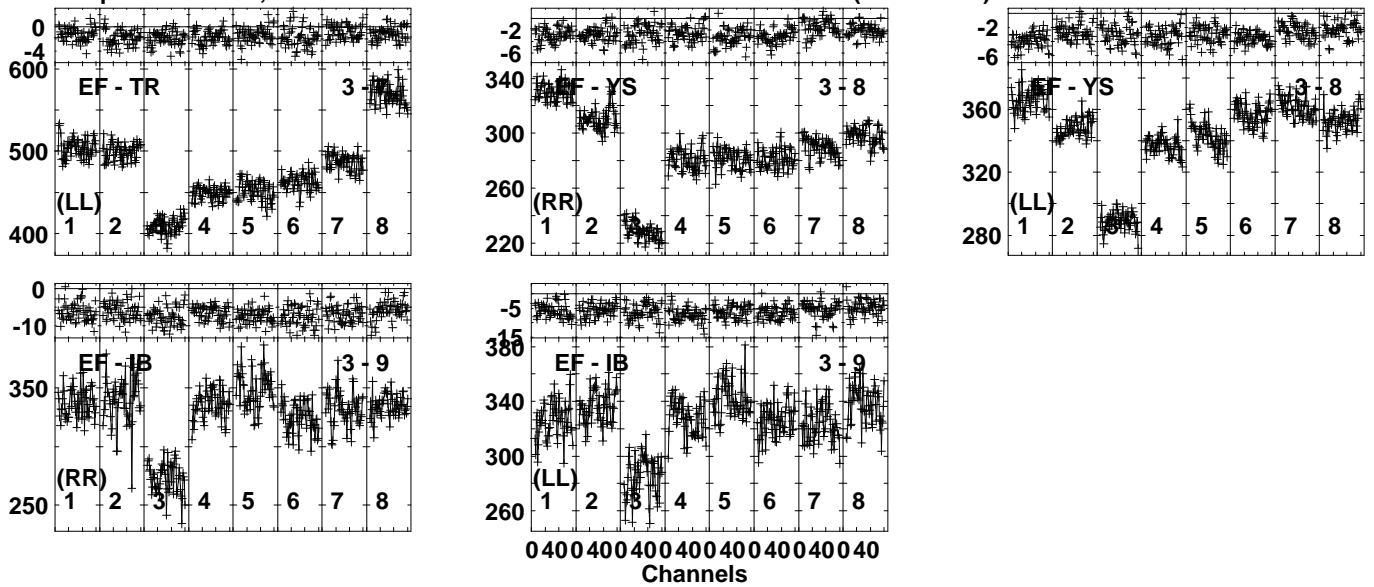 0
-4
600
500
400
EF - TR
(LL)
1 2 4 5 6 7 8
-2
-6
340
300
260
220
EF - YS 3 - 8
(RR)
1 2 3 4 5 6 7 8
-2
-6
360
320
280
EF - YS 3 - 8
(LL)
1 2 3 4 5 6 7 8
0
-10
350
250
EF - IB 3 - 9
(RR)
1 2 3 4 5 6 7 8
-5
-15
380
340
300
260
EF - IB 3 - 9
(LL)
1 2 3 4 5 6 7 8
0 40 0 40 0 40 0 40 0 40 0 40 0 40 0 40
Channels